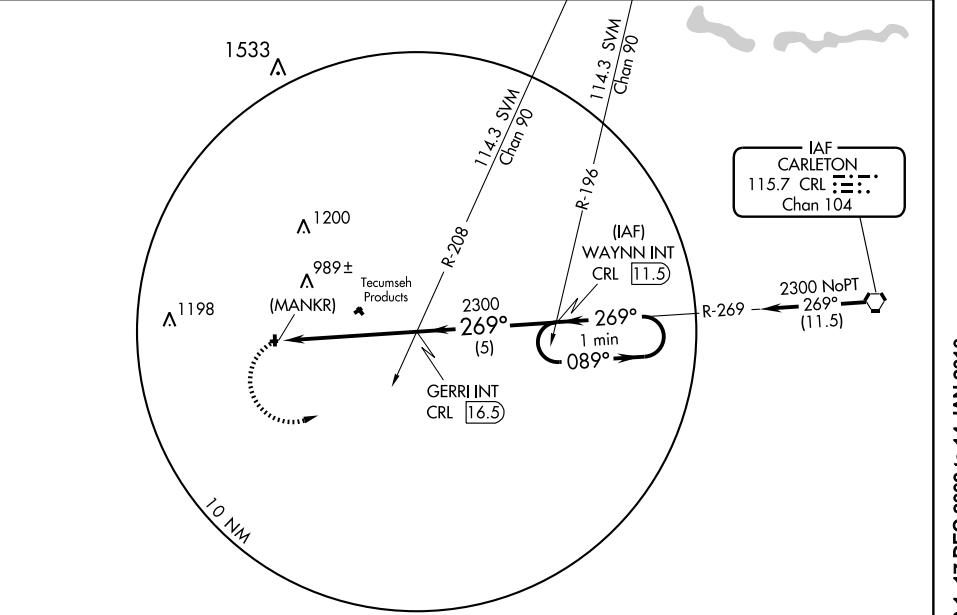 1533
114.3 SVM
Chan 90
114.3 SVM
Chan 90
IAF
CARLETON
115.7 CRL
Chan 104
R-196
1200
R-208
(IAF)
WAYNN INT
CRL 11.5
989±
Tecumseh
Products
(MANKR)
1198
2300
269°
(5)
269°
1 min
089°
R-269
2300 NoPT
269°
(11.5)
GERRI INT
CRL 16.5
10 NM